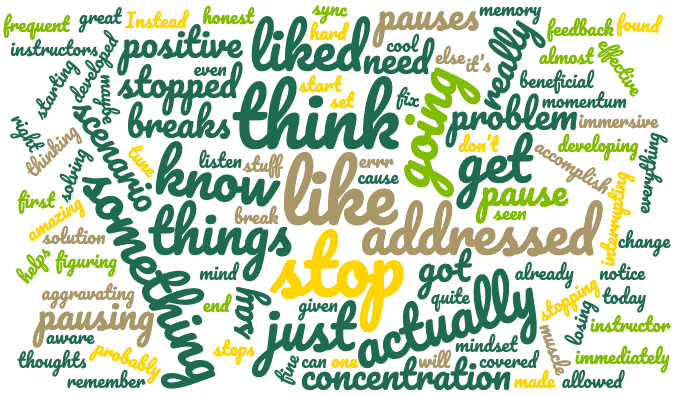 frequent
great
Instead
honest
sync
pauses
memory
instructors
positive
liked
hard
cool
need
else
it's
really
feedback
found
almost
effective
starting
developed
maybe
stopped
even
start
set
fix
going
beneficial
momentum
right
thinking
scenario
breaks
think
problem
immersive
solving
tune
know
listen
stuff
errr
cause
don't
get
accomplish
developing
everything
first
amazing
something
break
like
pause
seen
interrupting
solution
things
addressed
change
helps
figuring
mind
stop
got
already
notice
aggravating
say
end
given
quite
actually
stopping
today
pausing
just
muscle
losing
instructor
aware
probably
stops
mindset
immediately
thoughts
fine
can
one
will
covered
remember
concentration
made
allowed